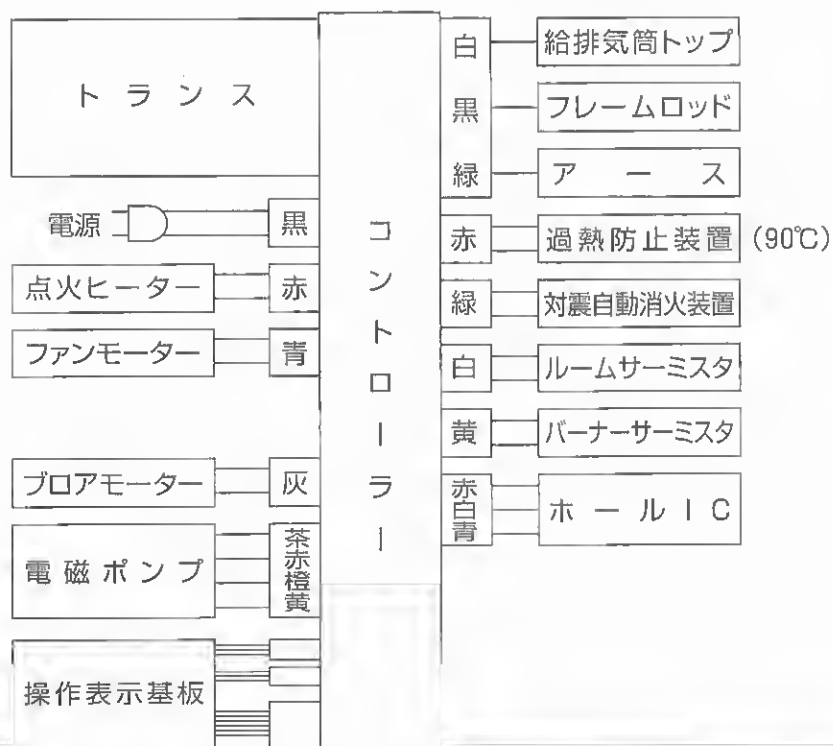 トランス
電源
黒
点火ヒーター
赤
ファンモーター
青
ブロアモーター
灰
電磁ポンプ
茶
赤
橙
黄
操作表示基板
コントローラー
白
給排気筒トップ
黒
フレームロッド
緑
アース
赤
過熱防止装置 (90℃)
緑
対震自動消火装置
白
ルームサーミスタ
黄
バーナーサーミスタ
赤
白
青
ホールIC